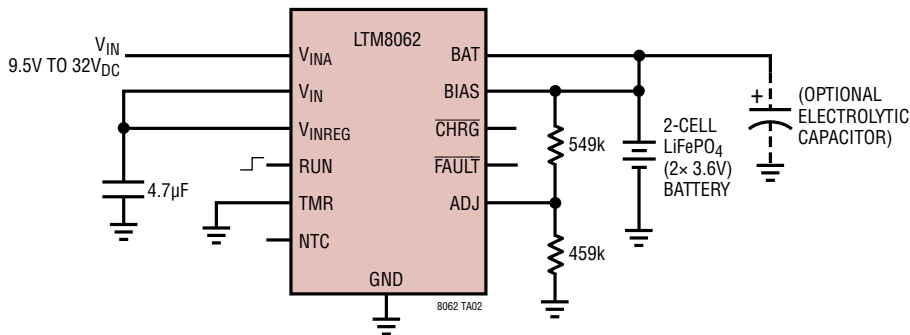 LTM8062
V_IN
9.5V TO 32V_DC
V_INA
V_IN
V_INREG
RUN
TMR
NTC
GND
BAT
BIAS
CHRG
FAULT
ADJ
4.7µF
549k
459k
2-CELL
LiFePO4
(2× 3.6V)
BATTERY
+
(OPTIONAL
ELECTROLYTIC
CAPACITOR)
8062 TA02